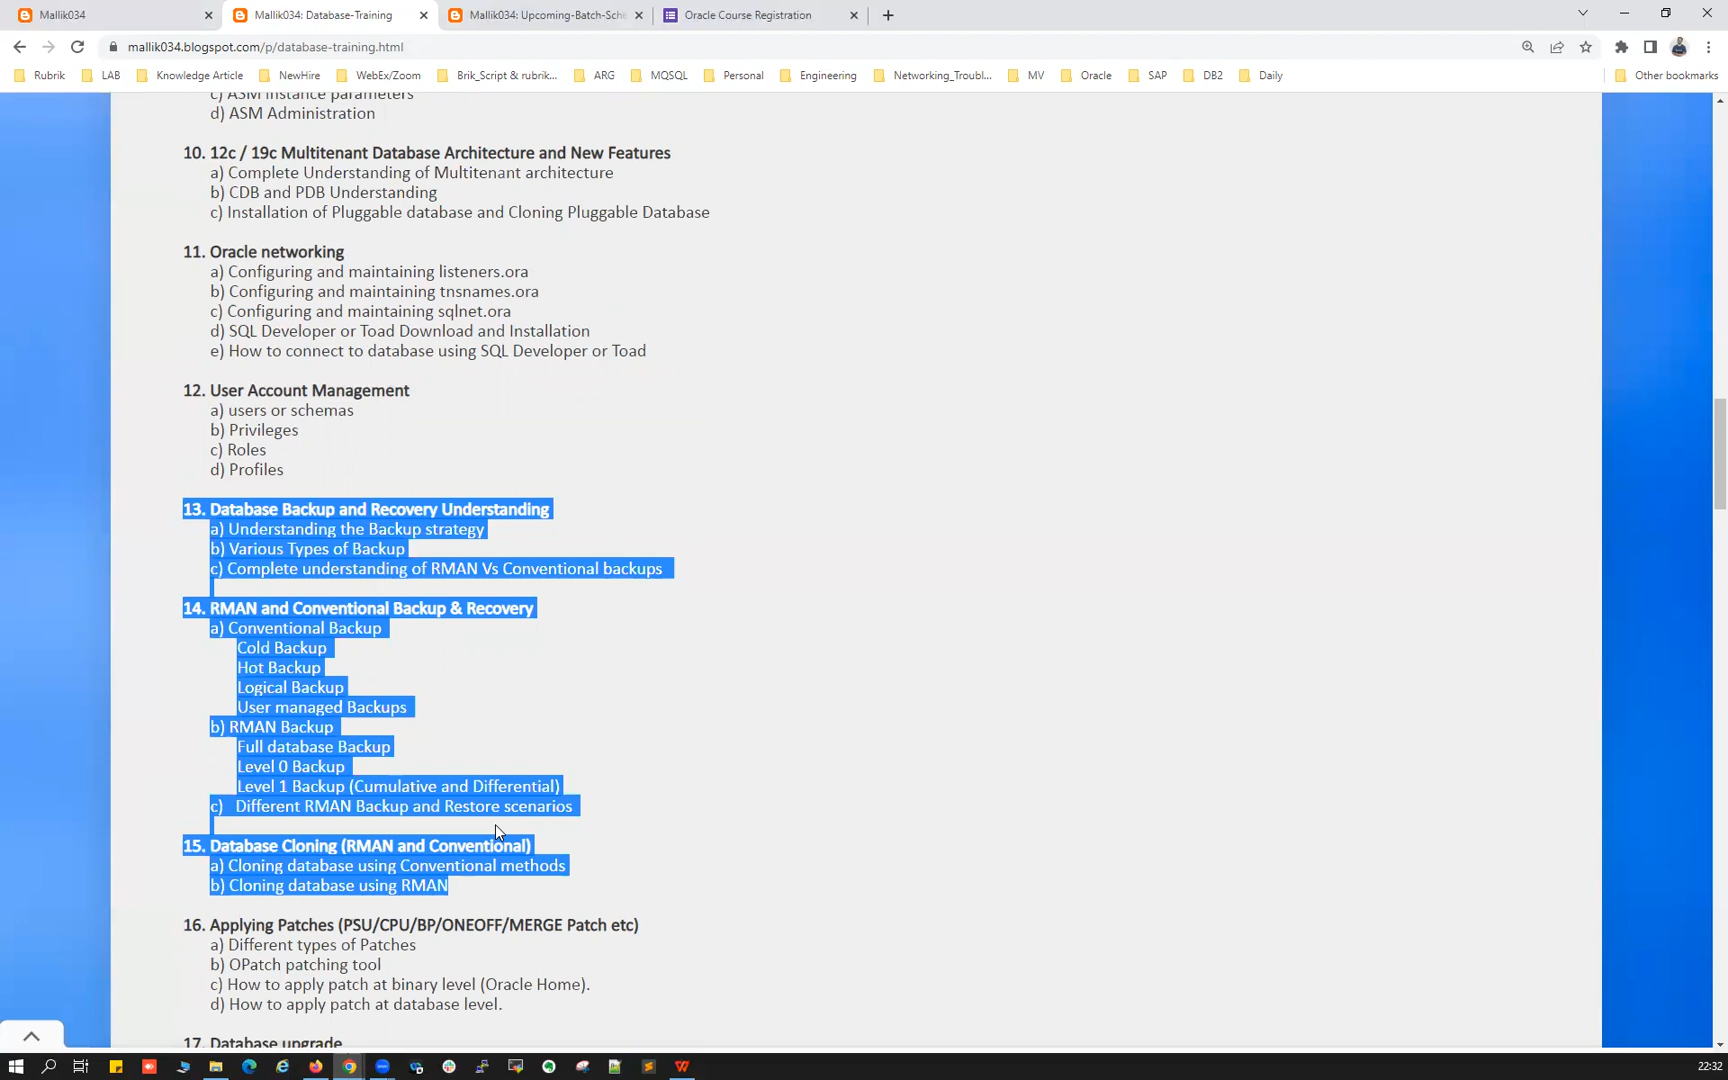 Mallik034
Mallik034: Database-Training
Mallik034: Upcoming-Batch-Sche
Oracle Course Registration
mallik034.blogspot.com/p/database-training.html
Rubrik
LAB
Knowledge Article
NewHire
WebEx/Zoom
Brik_Script & rubrik...
ARG
MQSQL
Personal
Engineering
Networking_Troubl...
MV
Oracle
SAP
DB2
Daily
Other bookmarks
c) ASM instance parameters
d) ASM Administration
10. 12c / 19c Multitenant Database Architecture and New Features
a) Complete Understanding of Multitenant architecture
b) CDB and PDB Understanding
c) Installation of Pluggable database and Cloning Pluggable Database
11. Oracle networking
a) Configuring and maintaining listeners.ora
b) Configuring and maintaining tnsnames.ora
c) Configuring and maintaining sqlnet.ora
d) SQL Developer or Toad Download and Installation
e) How to connect to database using SQL Developer or Toad
12. User Account Management
a) users or schemas
b) Privileges
c) Roles
d) Profiles
13. Database Backup and Recovery Understanding
a) Understanding the Backup strategy
b) Various Types of Backup
c) Complete understanding of RMAN Vs Conventional backups
14. RMAN and Conventional Backup & Recovery
a) Conventional Backup
Cold Backup
Hot Backup
Logical Backup
User managed Backups
b) RMAN Backup
Full database Backup
Level 0 Backup
Level 1 Backup (Cumulative and Differential)
c) Different RMAN Backup and Restore scenarios
15. Database Cloning (RMAN and Conventional)
a) Cloning database using Conventional methods
b) Cloning database using RMAN
16. Applying Patches (PSU/CPU/BP/ONEOFF/MERGE Patch etc)
a) Different types of Patches
b) OPatch patching tool
c) How to apply patch at binary level (Oracle Home).
d) How to apply patch at database level.
17. Database upgrade
22:32